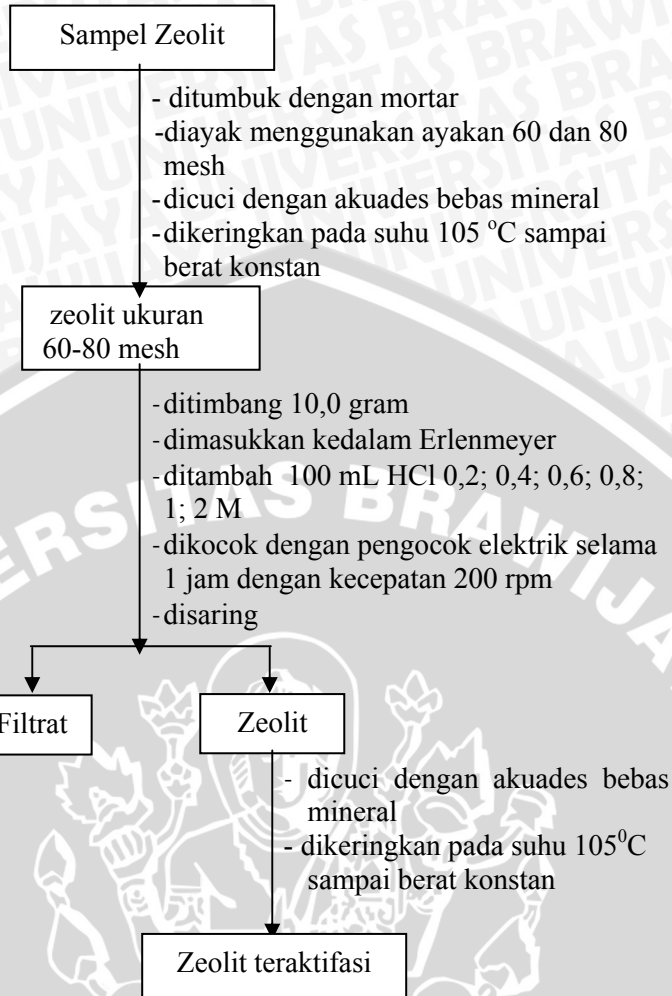 Sampel Zeolit
- ditumbuk dengan mortar
-diayak menggunakan ayakan 60 dan 80
mesh
-dicuci dengan akuades bebas mineral
-dikeringkan pada suhu 105 °C sampai
berat konstan
zeolit ukuran
60-80 mesh
-ditimbang 10,0 gram
-dimasukkan kedalam Erlenmeyer
-ditambah 100 mL HCl 0,2; 0,4; 0,6; 0,8;
1; 2 M
-dikocok dengan pengocok elektrik selama
1 jam dengan kecepatan 200 rpm
-disaring
Filtrat
Zeolit
- dicuci dengan akuades bebas
mineral
- dikeringkan pada suhu 105⁰C
sampai berat konstan
Zeolit teraktifasi